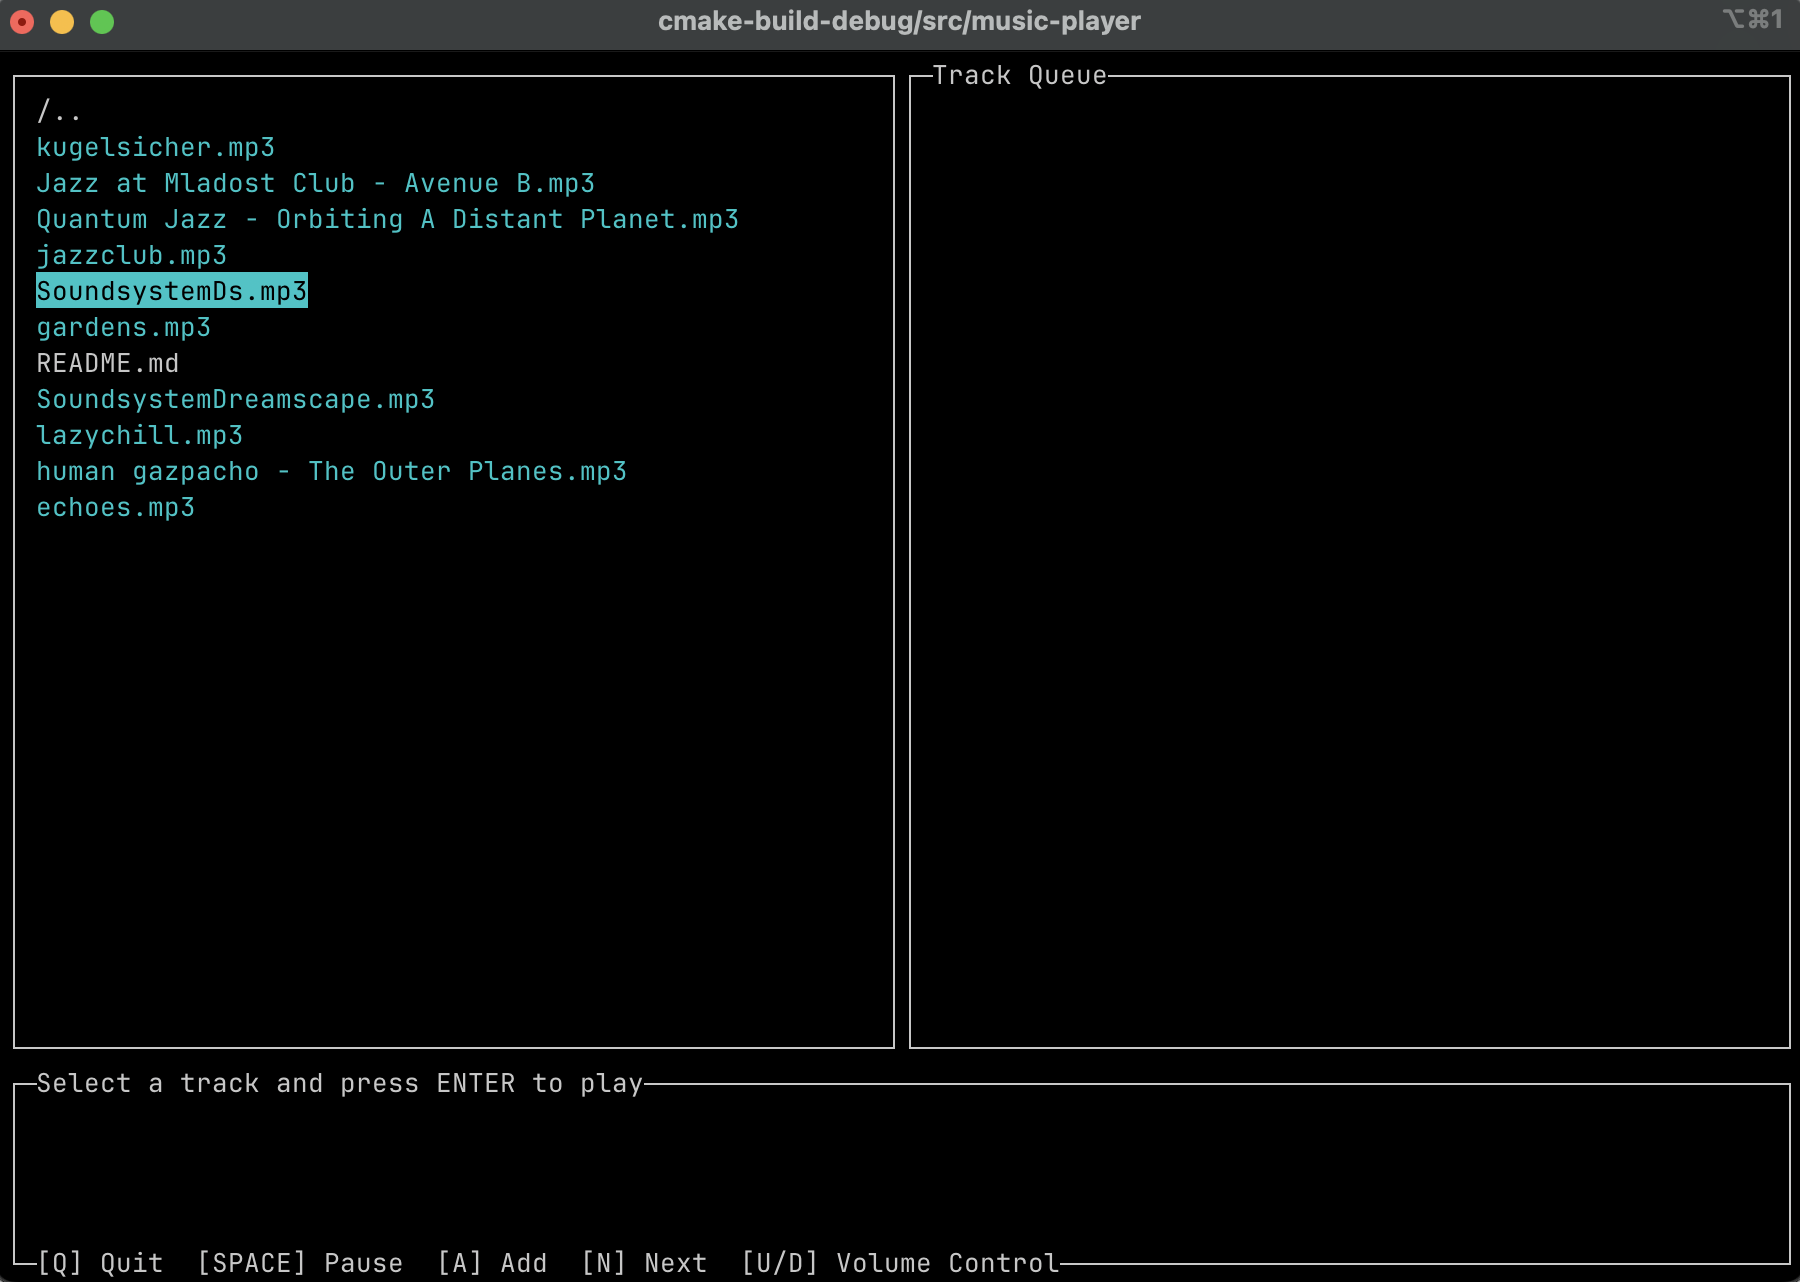 cmake-build-debug/src/music-player
⌥⌘1
/..
kugelsicher.mp3
Jazz at Mladost Club - Avenue B.mp3
Quantum Jazz - Orbiting A Distant Planet.mp3
jazzclub.mp3
SoundsystemDs.mp3
gardens.mp3
README.md
SoundsystemDreamscape.mp3
lazychill.mp3
human gazpacho - The Outer Planes.mp3
echoes.mp3
Track Queue
Select a track and press ENTER to play
[Q] Quit  [SPACE] Pause  [A] Add  [N] Next  [U/D] Volume Control